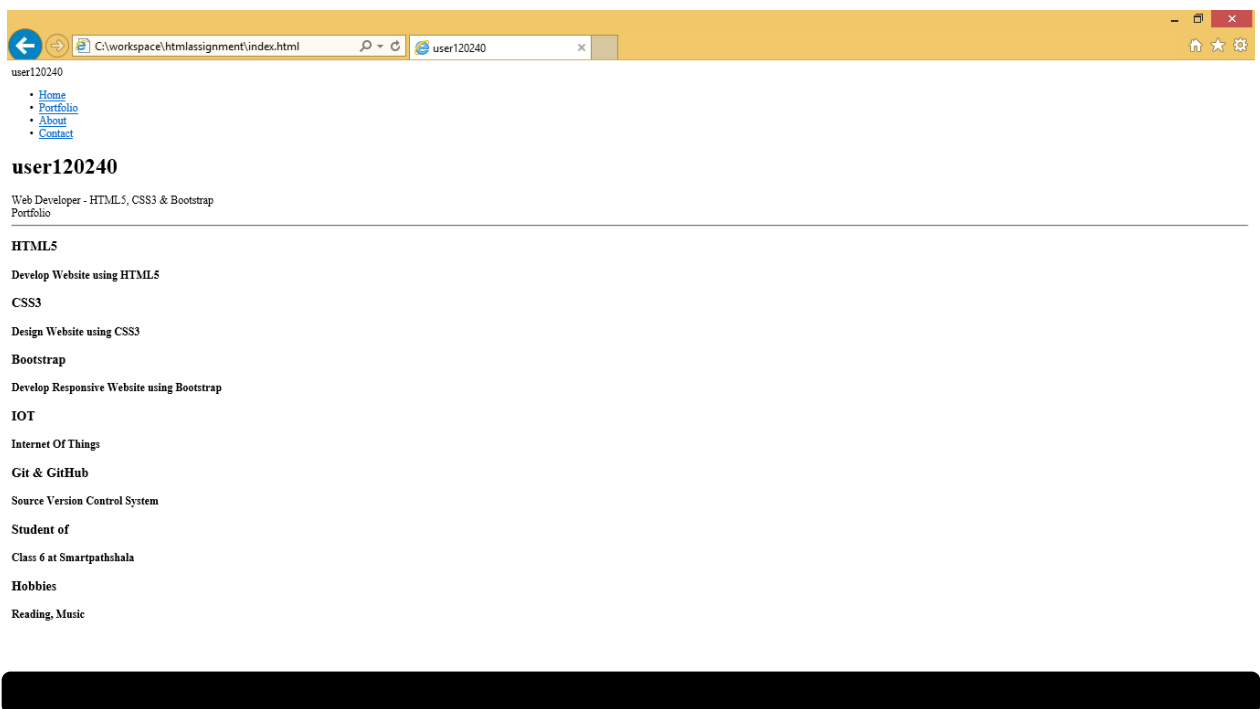 C:\workspace\htmlassignment\index.html
user120240
user120240
• Home
• Portfolio
• About
• Contact
user120240
Web Developer - HTML5, CSS3 & Bootstrap
Portfolio
HTML5
Develop Website using HTML5
CSS3
Design Website using CSS3
Bootstrap
Develop Responsive Website using Bootstrap
IOT
Internet Of Things
Git & GitHub
Source Version Control System
Student of
Class 6 at Smartpathshala
Hobbies
Reading, Music